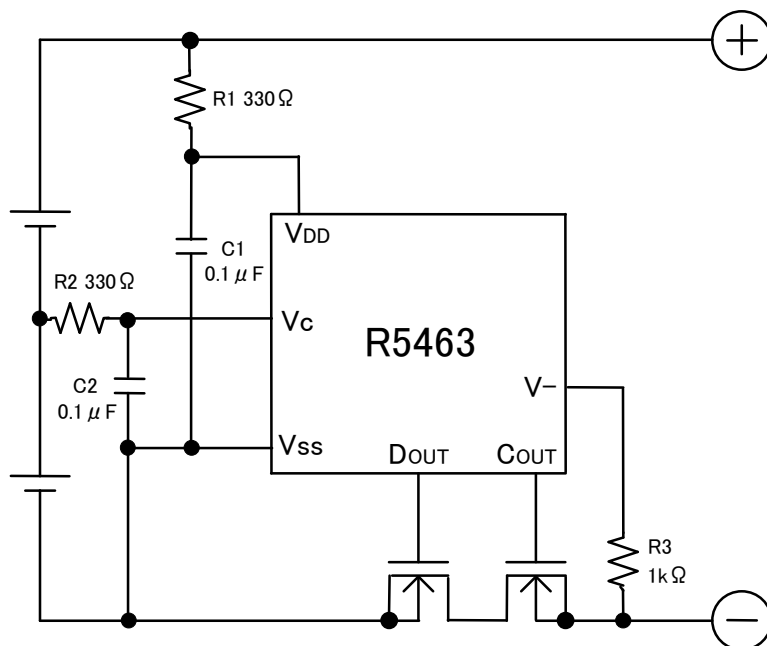 +
R1 330Ω
VDD
C1
0.1μF
R2 330Ω
Vc
R5463
C2
0.1μF
V-
Vss
DOUT
COUT
R3
1kΩ
-